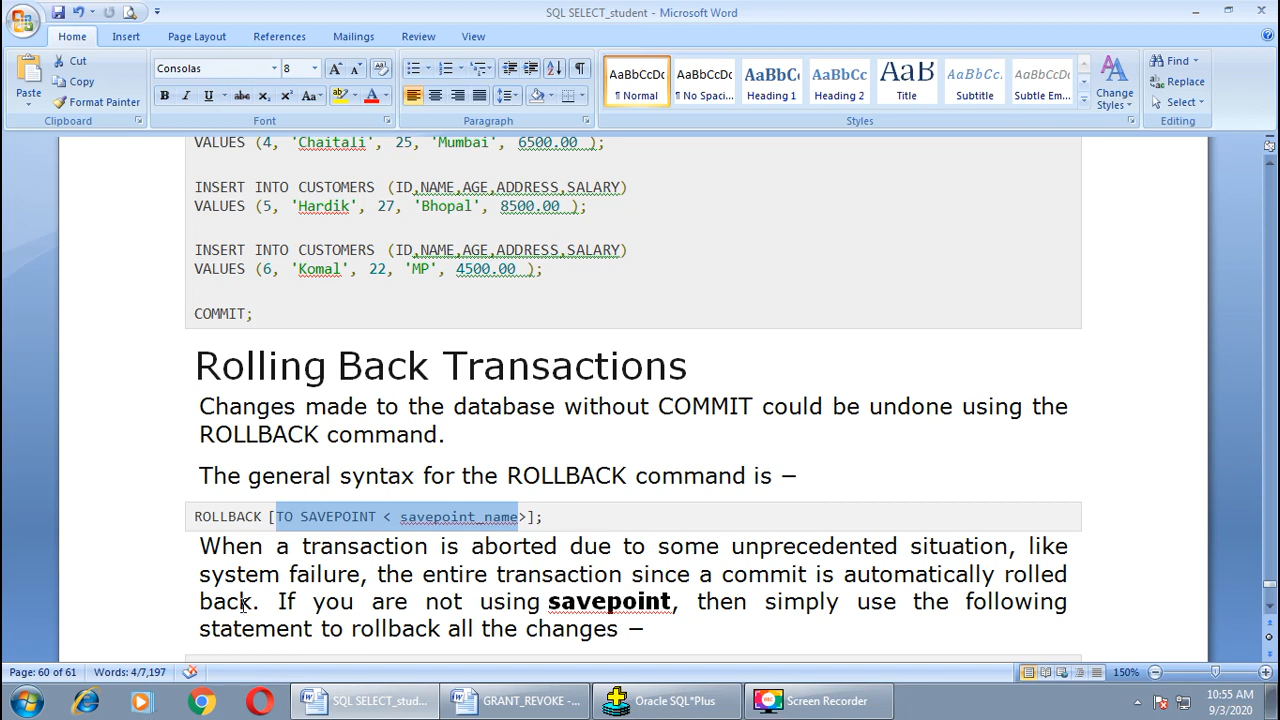 SQL SELECT_student - Microsoft Word
Home Insert Page Layout References Mailings Review View
Paste
Cut
Copy
Format Painter
Clipboard
Consolas 8
B I U abc x₂ x² Aa
Font
Paragraph
AaBbCcDc AaBbCcDc AaBbC AaBbCc AaB AaBbCc. AaBbCcDc
¶ Normal ¶ No Spaci... Heading 1 Heading 2 Title Subtitle Subtle Em...
Change Styles
Styles
Find
Replace
Select
Editing
VALUES (4, 'Chaitali', 25, 'Mumbai', 6500.00 );
INSERT INTO CUSTOMERS (ID,NAME,AGE,ADDRESS,SALARY)
VALUES (5, 'Hardik', 27, 'Bhopal', 8500.00 );
INSERT INTO CUSTOMERS (ID,NAME,AGE,ADDRESS,SALARY)
VALUES (6, 'Komal', 22, 'MP', 4500.00 );
COMMIT;
Rolling Back Transactions
Changes made to the database without COMMIT could be undone using the
ROLLBACK command.
The general syntax for the ROLLBACK command is −
ROLLBACK [TO SAVEPOINT < savepoint_name>];
When a transaction is aborted due to some unprecedented situation, like
system failure, the entire transaction since a commit is automatically rolled
back. If you are not using savepoint, then simply use the following
statement to rollback all the changes −
Page: 60 of 61 Words: 4/7,197 150%
SQL SELECT_stud... GRANT_REVOKE -... Oracle SQL*Plus Screen Recorder
10:55 AM
9/3/2020